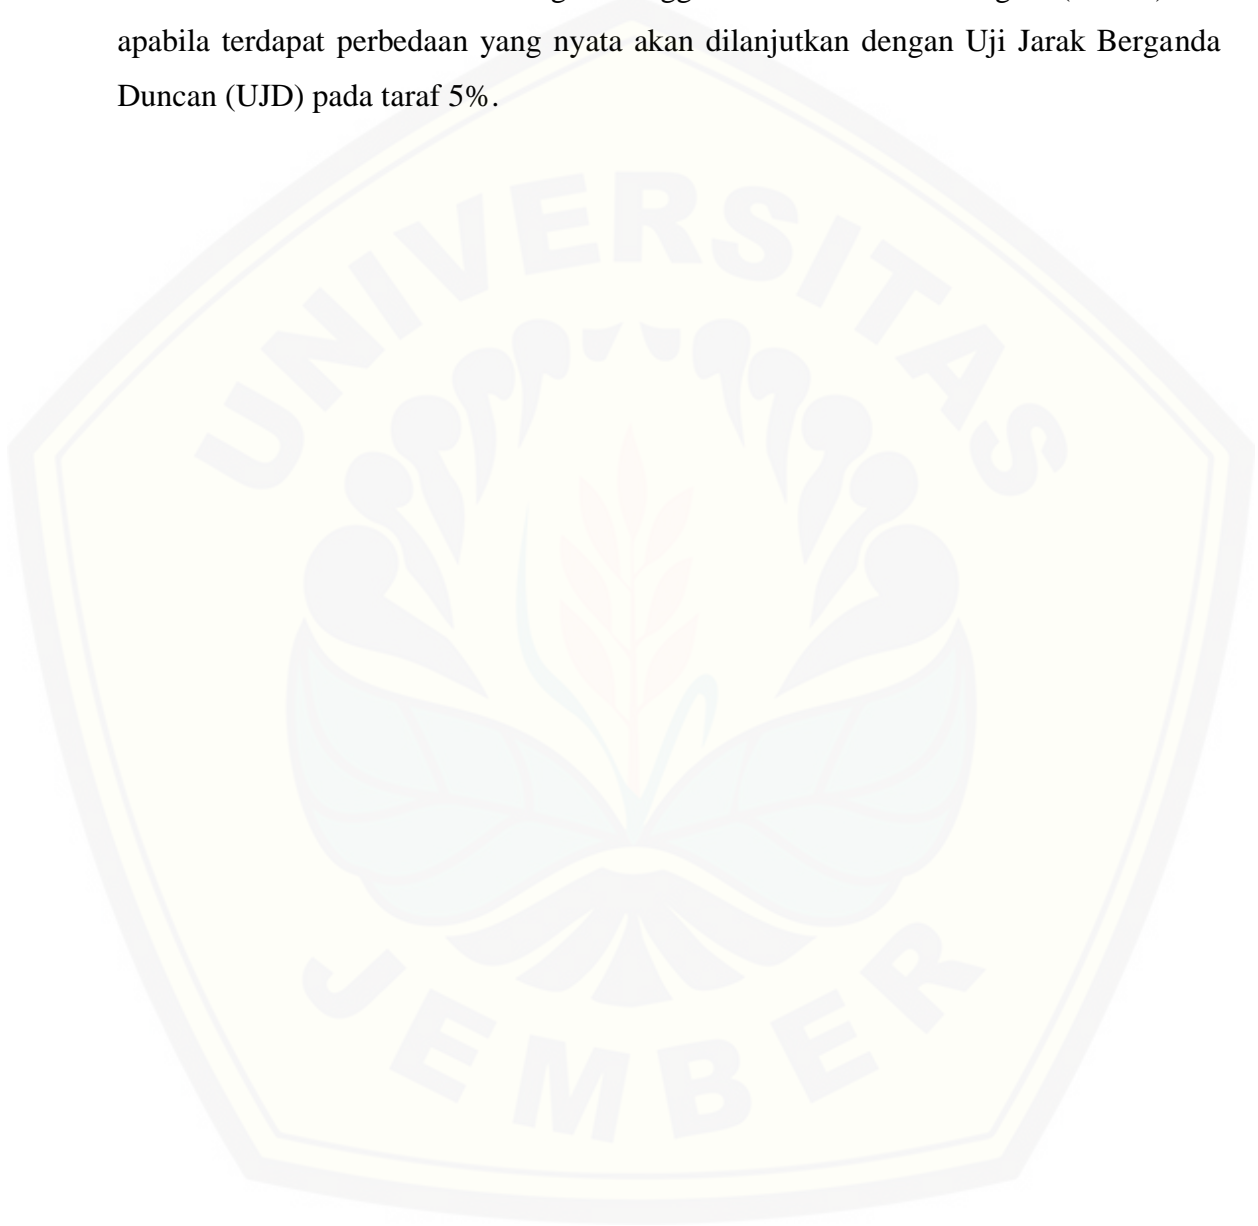 apabila terdapat perbedaan yang nyata akan dilanjutkan dengan Uji Jarak Berganda
Duncan (UJD) pada taraf 5%.
UNIVERSITAS
JEMBER